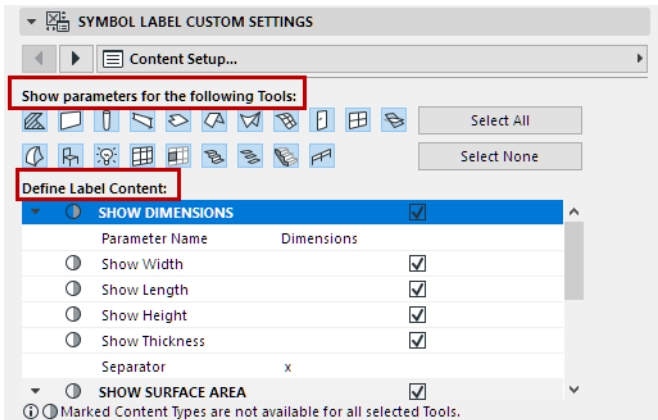 SYMBOL LABEL CUSTOM SETTINGS
Content Setup...
Show parameters for the following Tools:
Select All
Select None
Define Label Content:
SHOW DIMENSIONS
Parameter Name Dimensions
Show Width
Show Length
Show Height
Show Thickness
Separator x
SHOW SURFACE AREA
Marked Content Types are not available for all selected Tools.